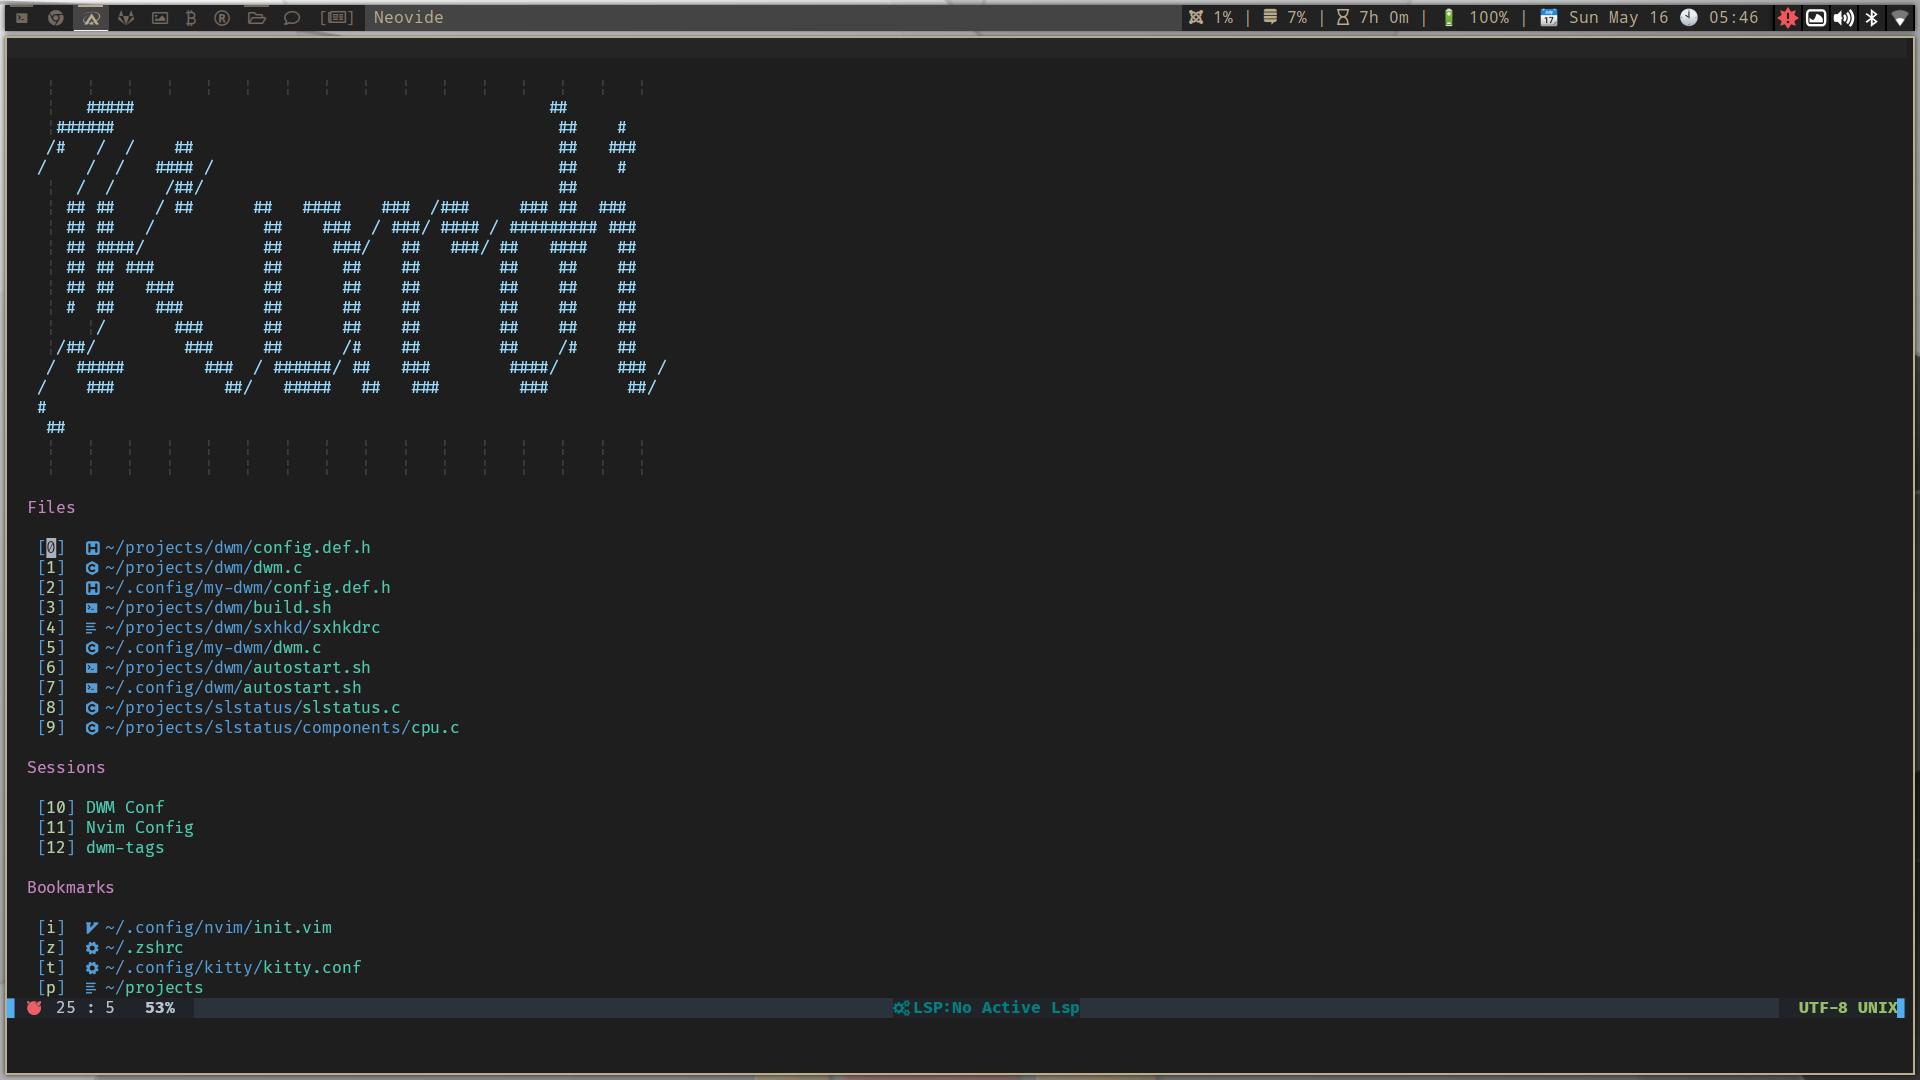 Neovide 1% | 7% | 7h 0m | 100% | Sun May 16 05:46
Files
[0] ~/projects/dwm/config.def.h
[1] ~/projects/dwm/dwm.c
[2] ~/.config/my-dwm/config.def.h
[3] ~/projects/dwm/build.sh
[4] ~/projects/dwm/sxhkd/sxhkdrc
[5] ~/.config/my-dwm/dwm.c
[6] ~/projects/dwm/autostart.sh
[7] ~/.config/dwm/autostart.sh
[8] ~/projects/slstatus/slstatus.c
[9] ~/projects/slstatus/components/cpu.c
Sessions
[10] DWM Conf
[11] Nvim Config
[12] dwm-tags
Bookmarks
[i] ~/.config/nvim/init.vim
[z] ~/.zshrc
[t] ~/.config/kitty/kitty.conf
[p] ~/projects
25 : 5 53% LSP:No Active Lsp UTF-8 UNIX